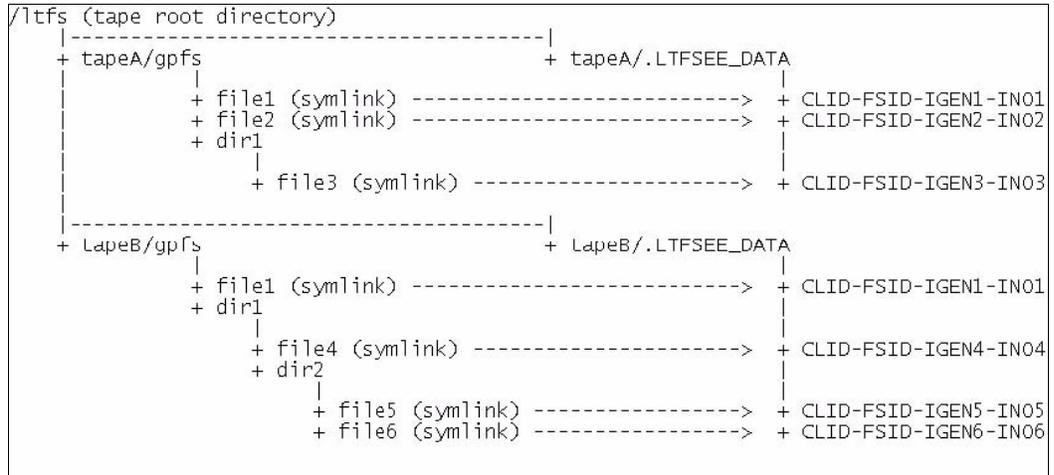 /ltfs (tape root directory)
|--------------------------------------|
+ tapeA/gpfs + tapeA/.LTFSEE_DATA
+ file1 (symlink) ---------------------------> + CLID-FSID-IGEN1-INO1
+ file2 (symlink) ---------------------------> + CLID-FSID-IGEN2-INO2
+ dir1
+ file3 (symlink) ----------------------> + CLID-FSID-IGEN3-INO3
|--------------------------------------|
+ tapeB/gpfs + tapeB/.LTFSEE_DATA
+ file1 (symlink) ---------------------------> + CLID-FSID-IGEN1-INO1
+ dir1
+ file4 (symlink) ----------------------> + CLID-FSID-IGEN4-INO4
+ dir2
+ file5 (symlink) -----------------> + CLID-FSID-IGEN5-INO5
+ file6 (symlink) -----------------> + CLID-FSID-IGEN6-INO6